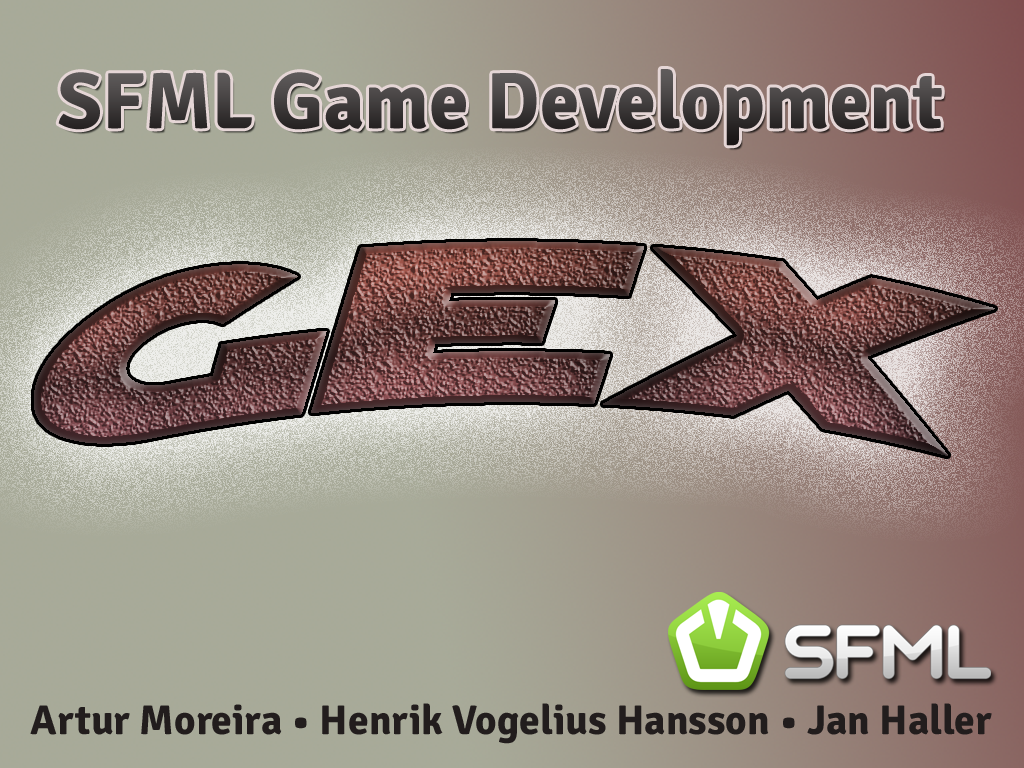 SFML Game Development
GEX
SFML
Artur Moreira • Henrik Vogelius Hansson • Jan Haller